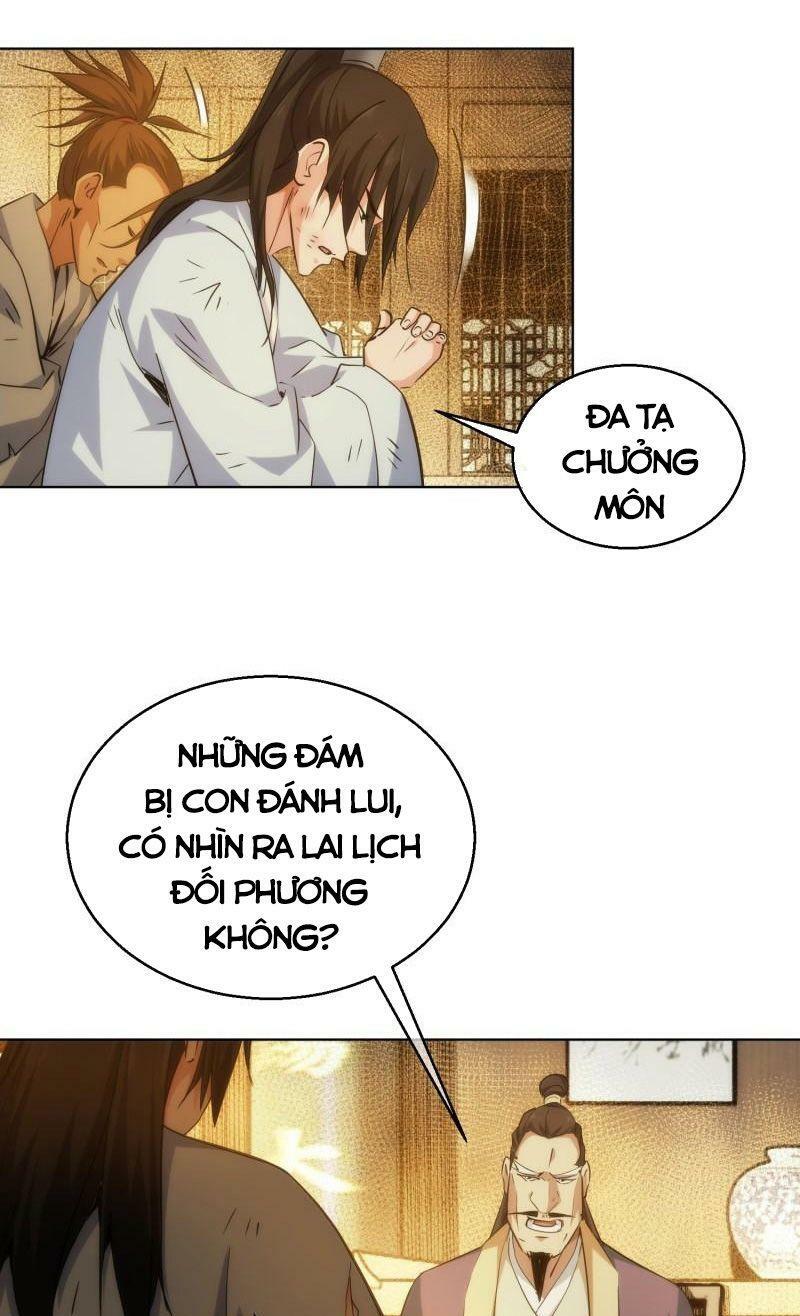 ĐA TẠ
CHƯỞNG
MÔN
NHỮNG ĐÁM
BỊ CON ĐÁNH LUI,
CÓ NHÌN RA LAI LỊCH
ĐỐI PHƯƠNG
KHÔNG?